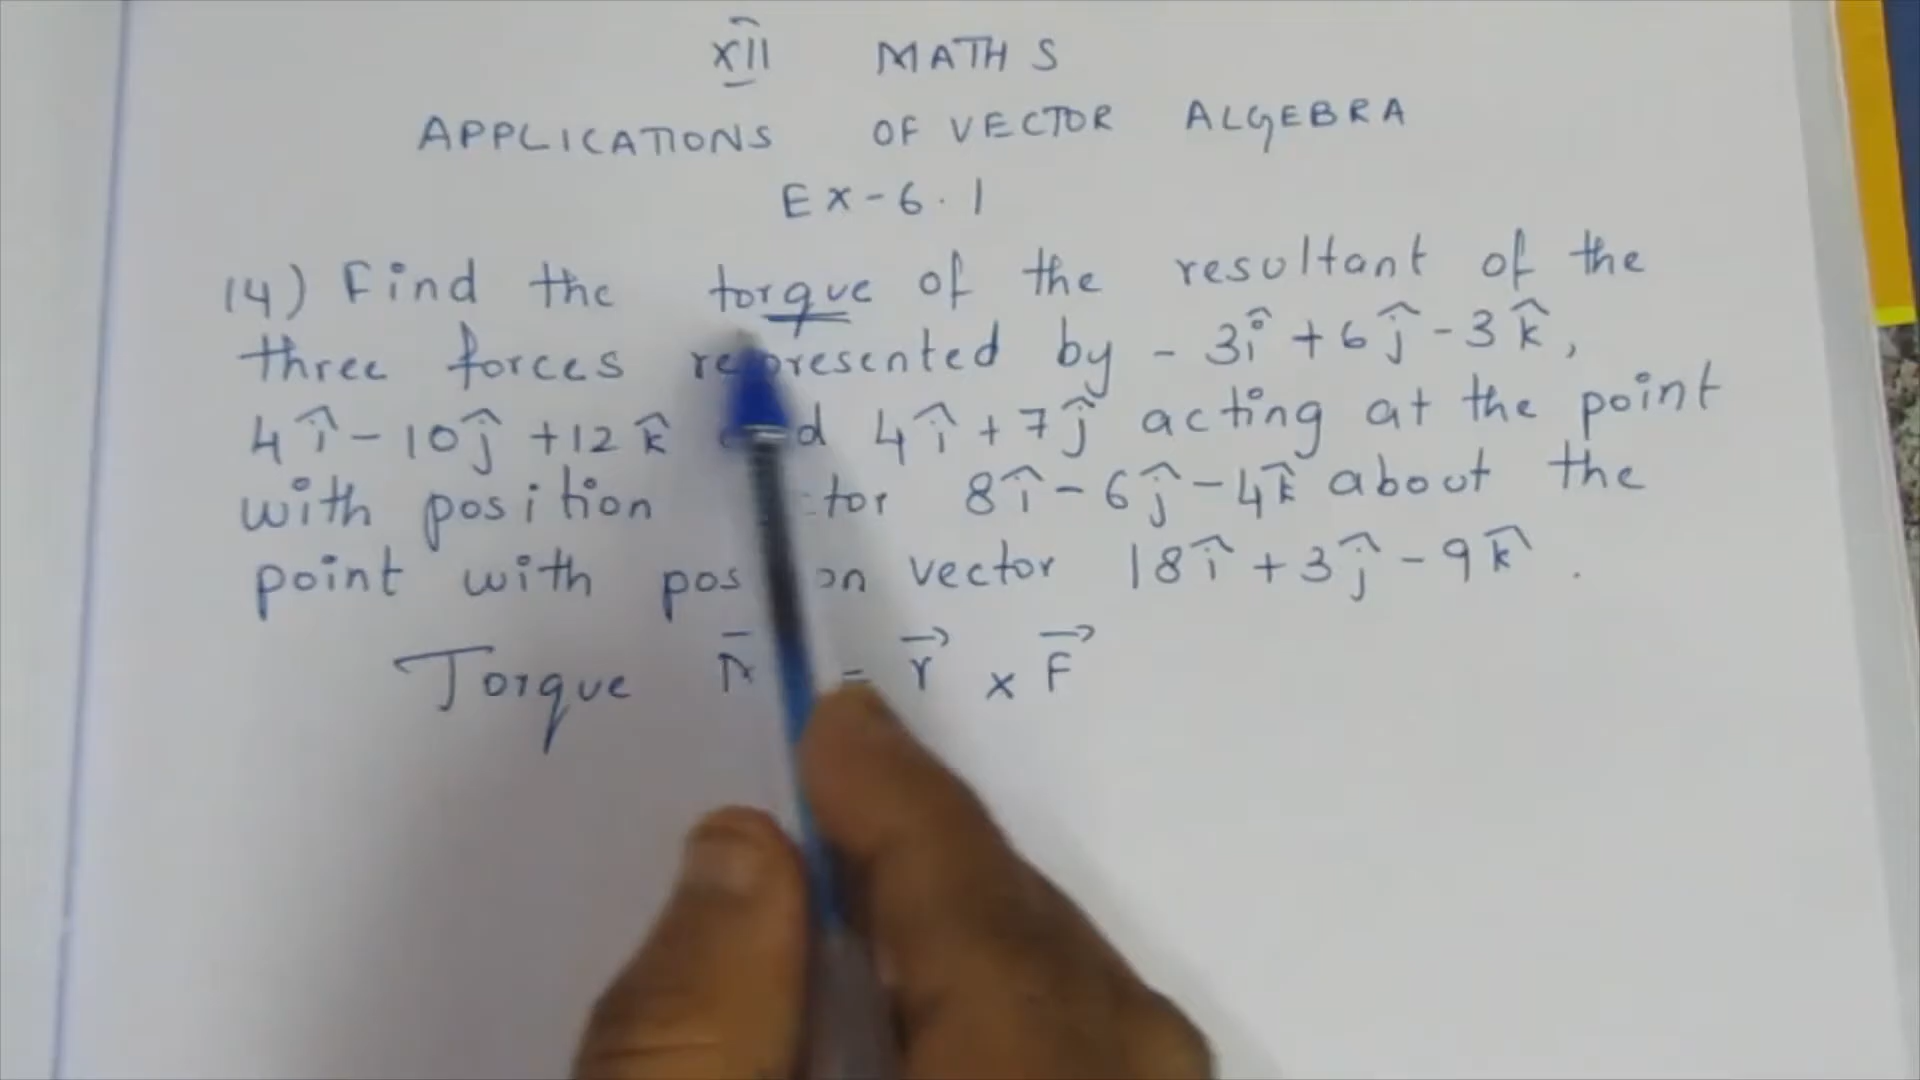 XII MATHS
APPLICATIONS OF VECTOR ALGEBRA
Ex-6.1
14) Find the torque of the resultant of the
three forces represented by -3î+6ĵ-3k̂,
4î-10ĵ+12k̂ 4î+7ĵ acting at the point
with position 8î-6ĵ-4k̂ about the
point with vector 18î+3ĵ-9k̂.
Torque = r⃗ × F⃗